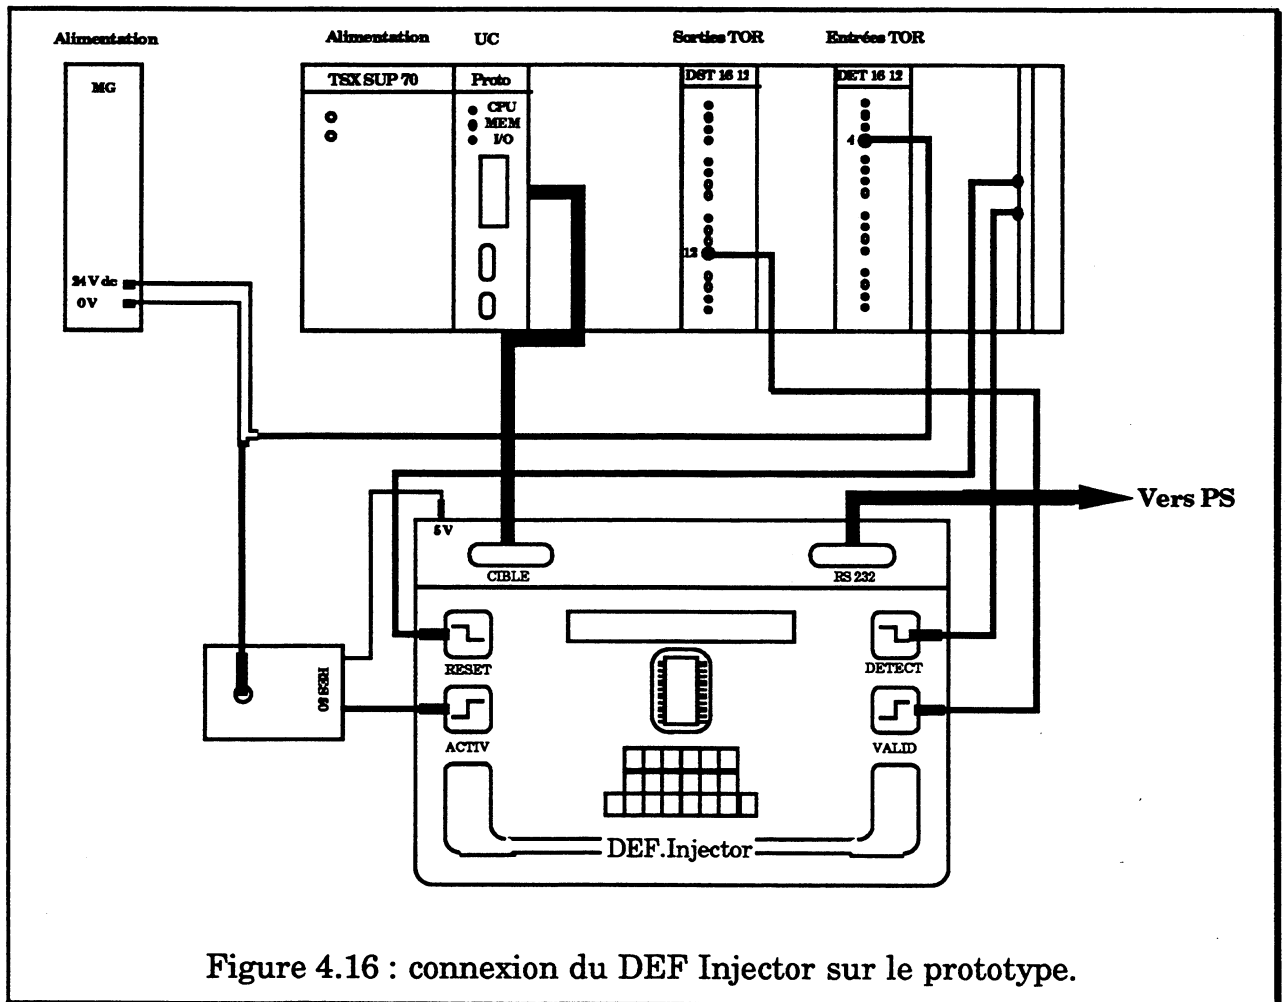 Alimentation
Alimentation
UC
Sorties TOR
Entrées TOR
MG
TSX SUP 70
Proto
DST 16 12
DET 16 12
CPU
MEM
I/O
4
12
24 V dc
0 V
Vers PS
5 V
CIBLE
RS 232
RESET
DETECT
RES 50
ACTIV
VALID
DEF.Injector
Figure 4.16 : connexion du DEF Injector sur le prototype.